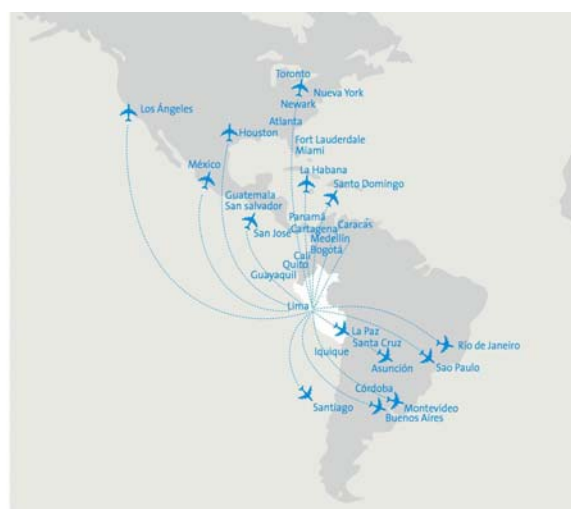 Toronto
Nueva York
Newark
Los Ángeles
Atlanta
Houston
Fort Lauderdale
Miami
México
La Habana
Santo Domingo
Guatemala
San salvador
San José
Panamá
Cartagena
Caracás
Medellín
Bogotá
Cali
Quito
Guayaquil
Lima
La Paz
Santa Cruz
Iquique
Asunción
Río de Janeiro
Sao Paulo
Córdoba
Santiago
Montevideo
Buenos Aires